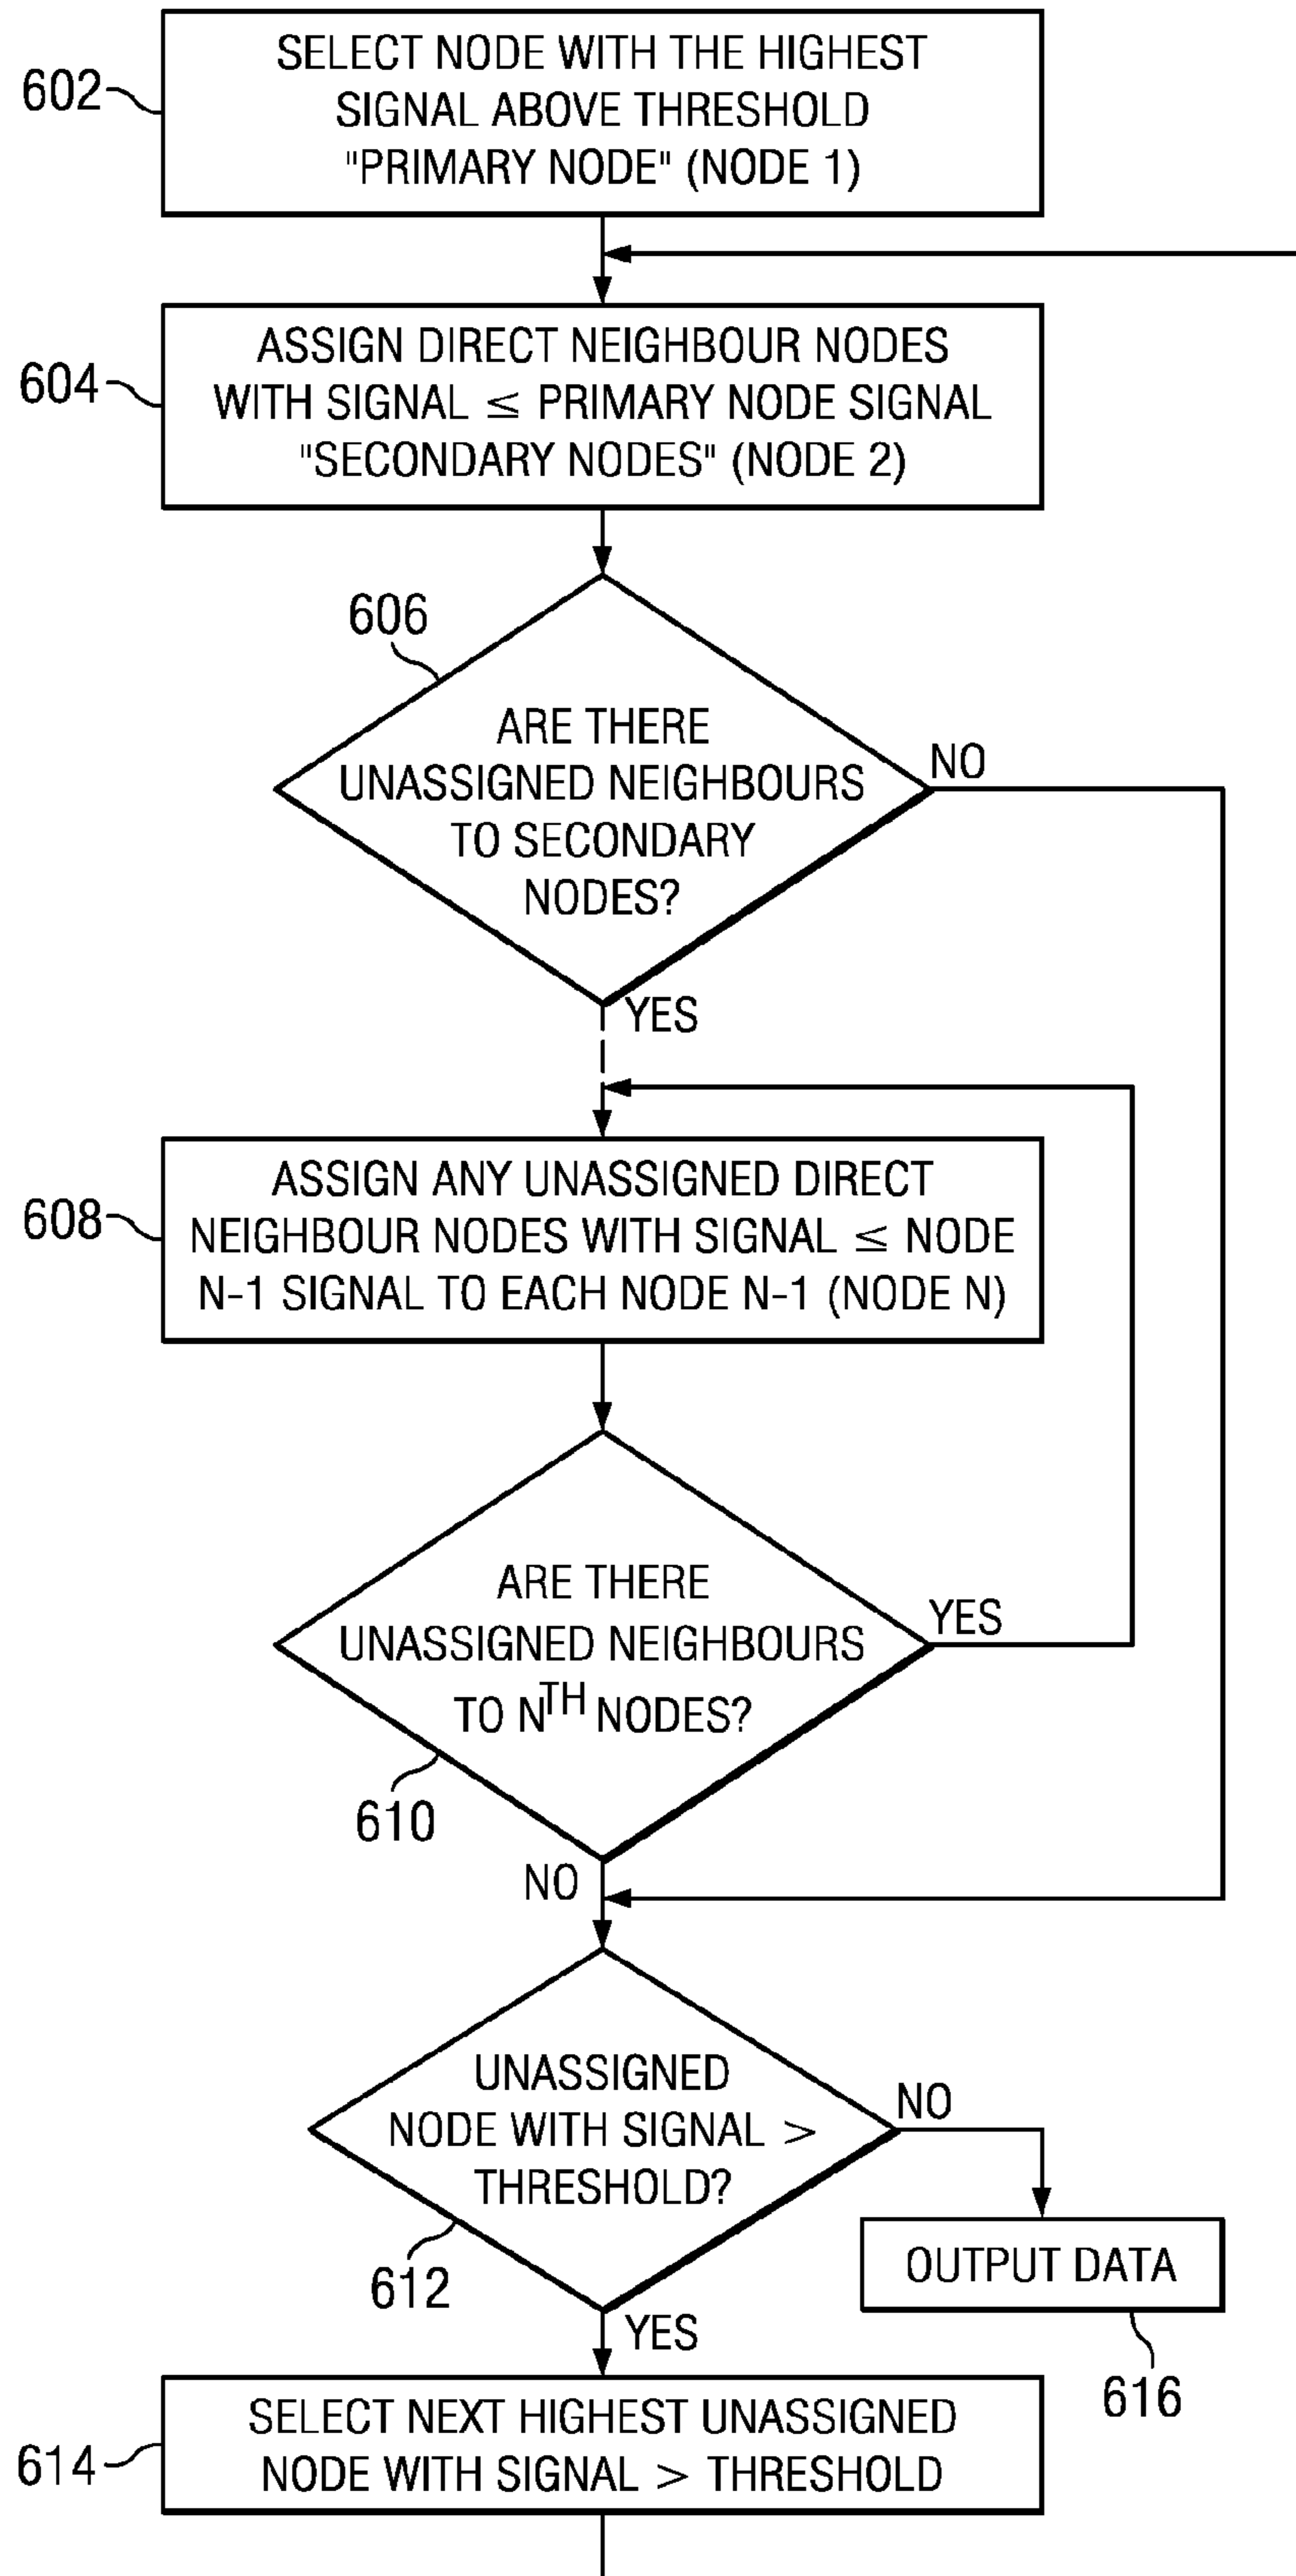 602
SELECT NODE WITH THE HIGHEST
SIGNAL ABOVE THRESHOLD
"PRIMARY NODE" (NODE 1)
604
ASSIGN DIRECT NEIGHBOUR NODES
WITH SIGNAL ≤ PRIMARY NODE SIGNAL
"SECONDARY NODES" (NODE 2)
606
ARE THERE
UNASSIGNED NEIGHBOURS
TO SECONDARY
NODES?
NO
YES
608
ASSIGN ANY UNASSIGNED DIRECT
NEIGHBOUR NODES WITH SIGNAL ≤ NODE
N-1 SIGNAL TO EACH NODE N-1 (NODE N)
ARE THERE
UNASSIGNED NEIGHBOURS
TO NTH NODES?
YES
610
NO
UNASSIGNED
NODE WITH SIGNAL >
THRESHOLD?
NO
612
YES
OUTPUT DATA
616
614
SELECT NEXT HIGHEST UNASSIGNED
NODE WITH SIGNAL > THRESHOLD